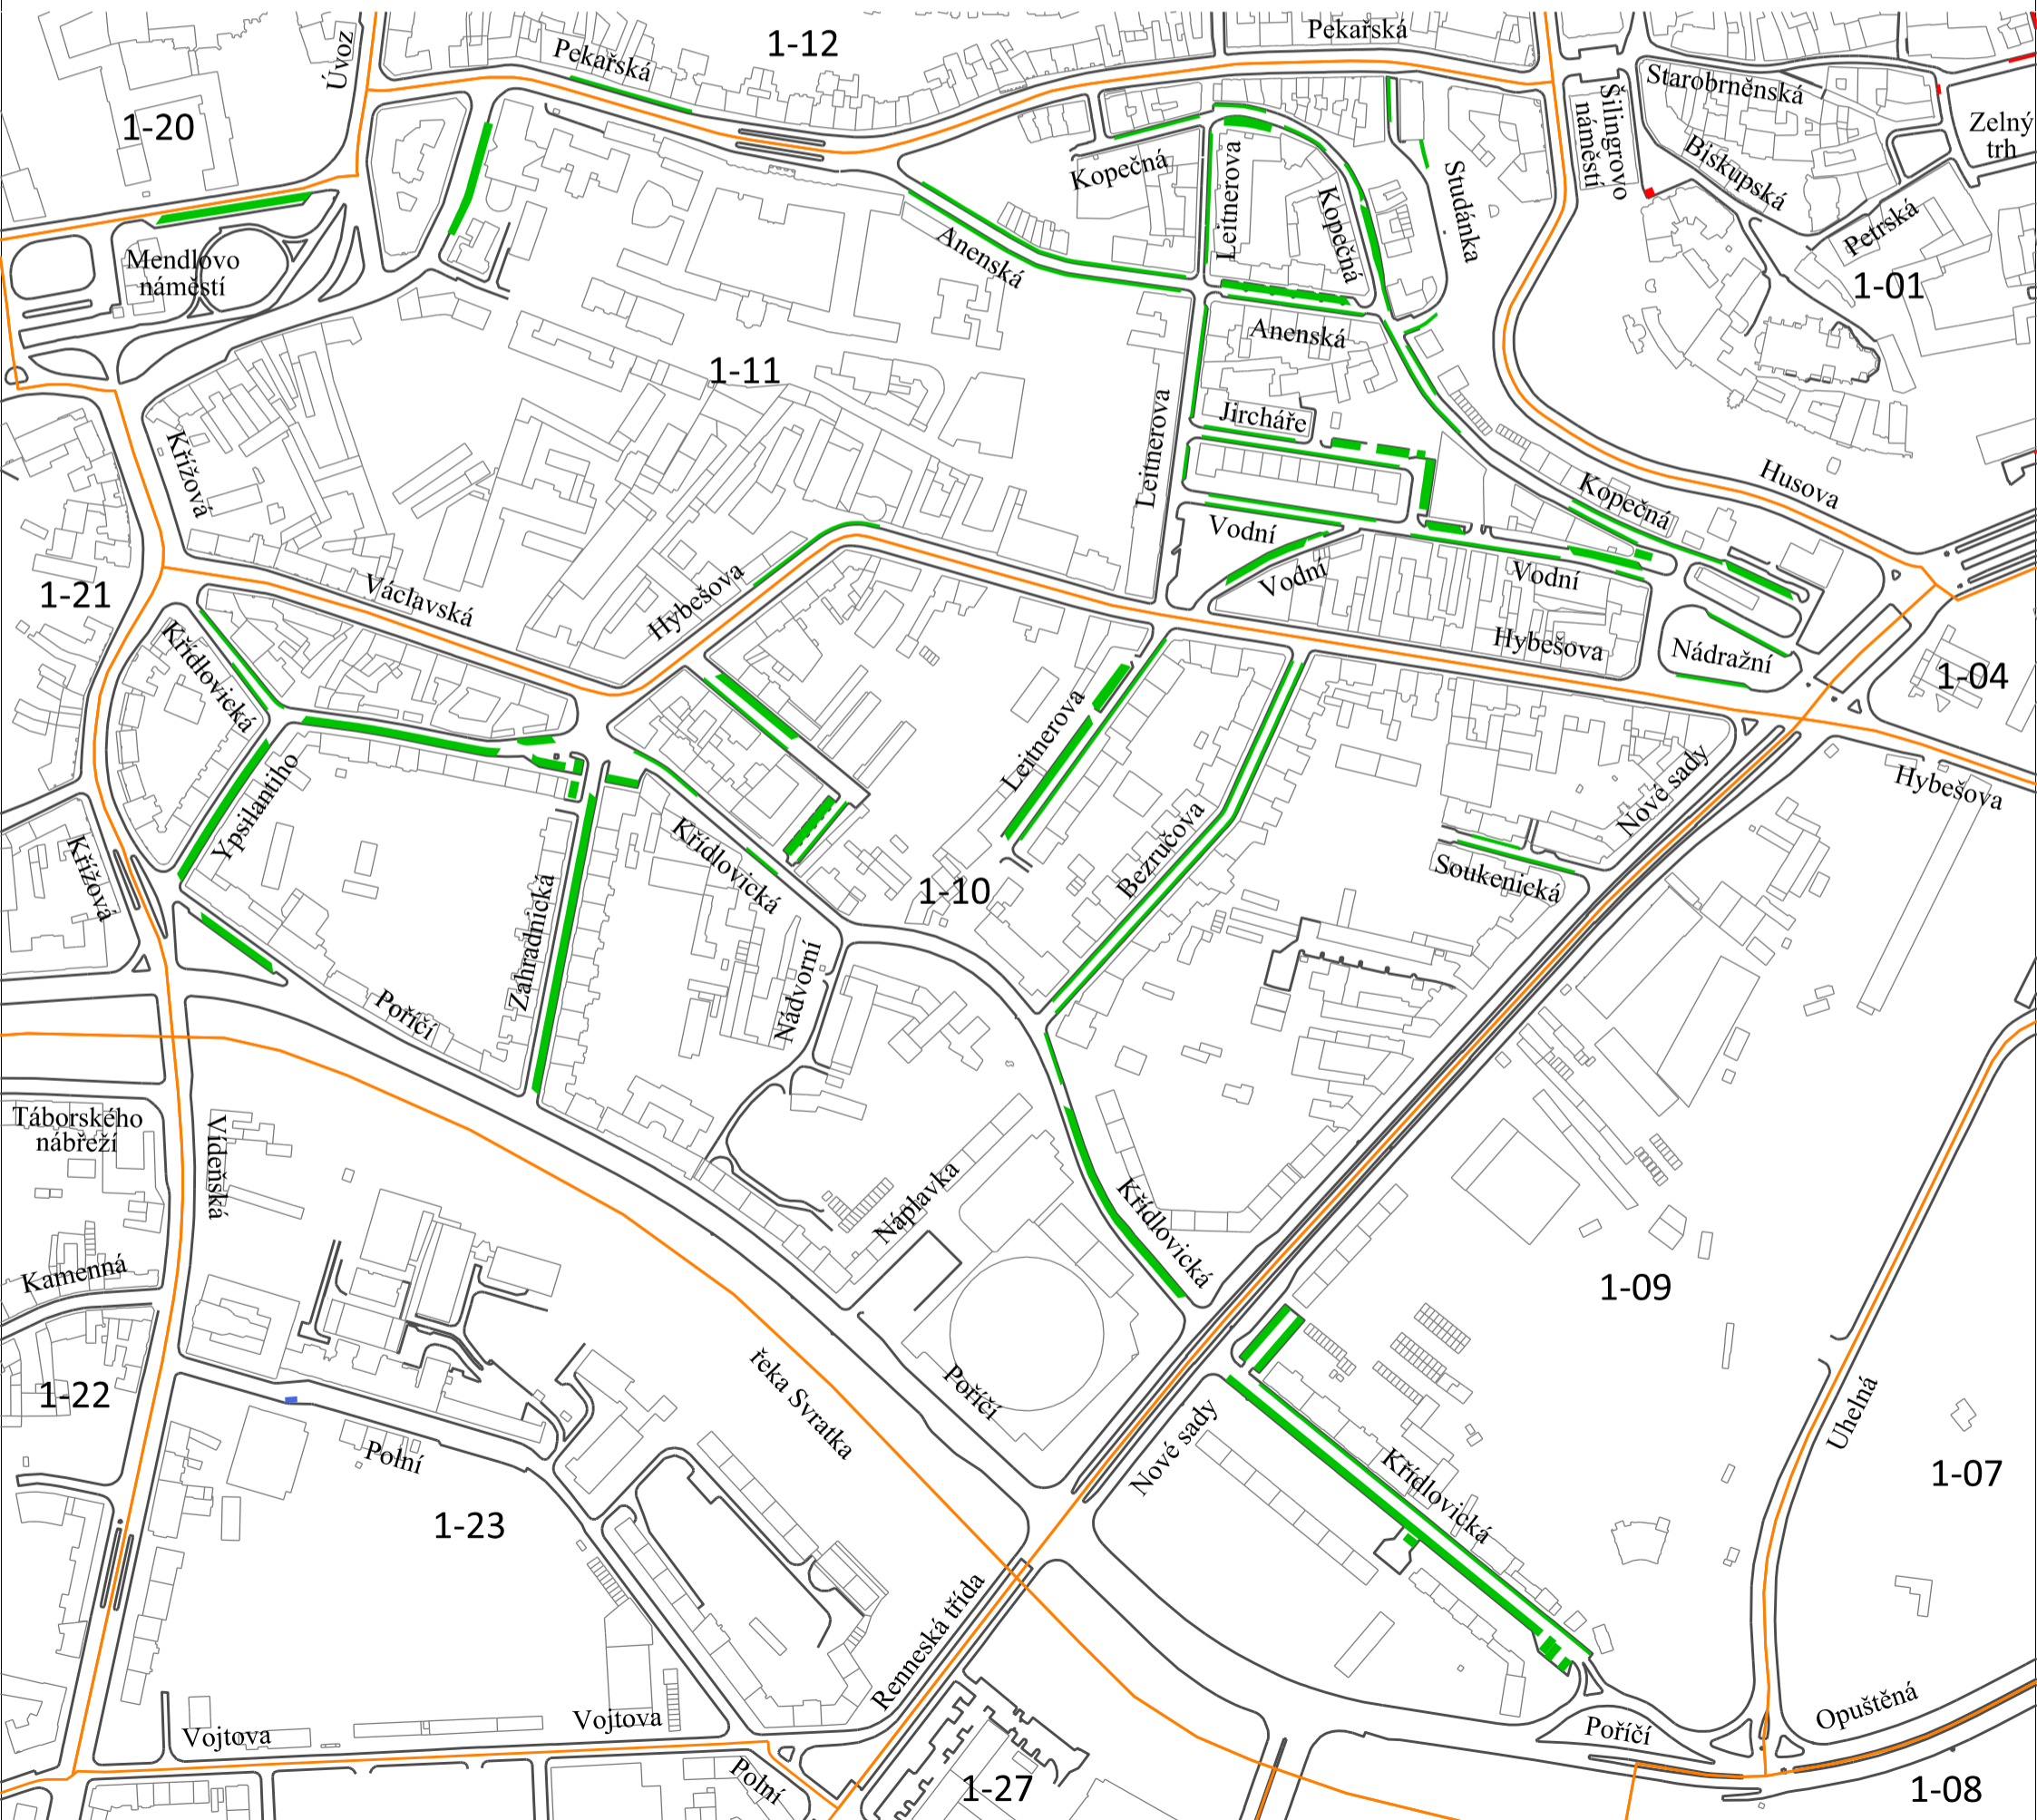 Pekařská
1-12
Pekařská
Úvoz
1-20
Starobrněnská
Šilingrovo
náměstí
Zelný
trh
Biskupská
Petrská
1-01
Kopečná
Leitnerova
Kopečná
Studánka
Mendlovo
náměstí
Anenská
Anenská
1-11
Jircháře
Leitnerova
Křížová
Husova
Kopečná
Vodní
Vodní
Vodní
1-21
Václavská
Hybešova
Hybešova
Nádražní
1-04
Křídlovická
Ypsilantiho
Leitnerova
Nové sady
Hybešova
Křížová
Křídlovická
Bezručova
Soukenická
1-10
Zahradnická
Nádvorní
Poříčí
Táborského
nábřeží
Vídeňská
Náplavka
Křídlovická
Kamenná
1-09
1-22
řeka Svratka
Poříčí
Nové sady
Uhelná
Polní
Křídlovická
1-07
1-23
Renneská třída
Vojtova
Vojtova
Opuštěná
Poříčí
Polní
1-27
1-08